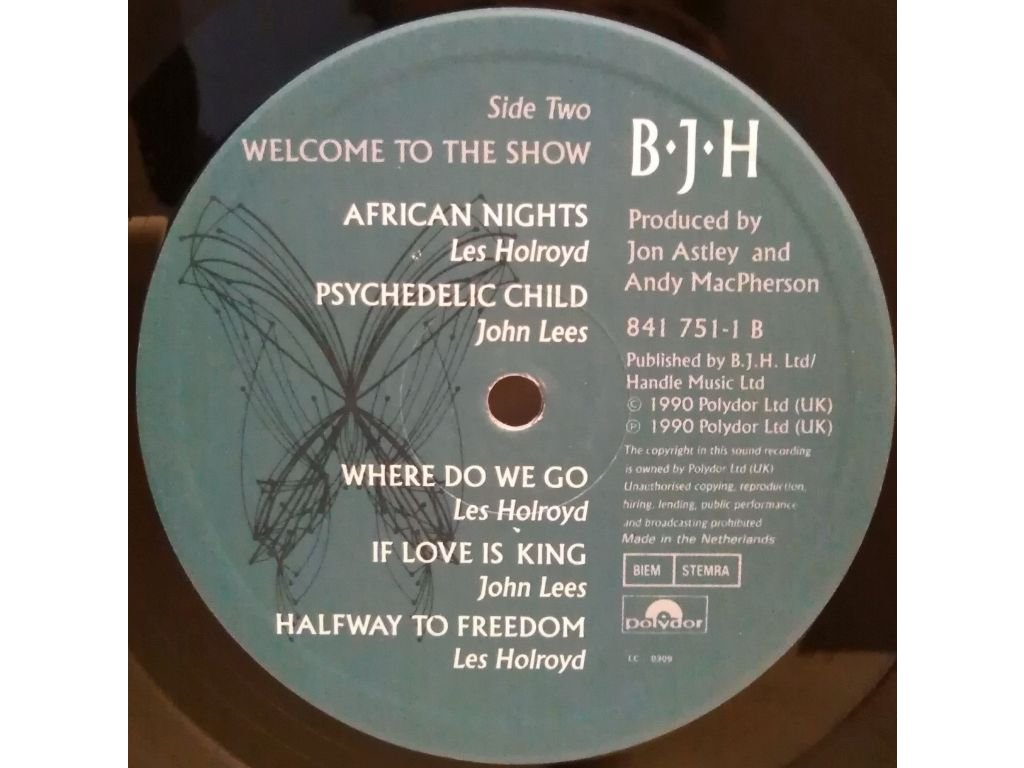 Side Two
WELCOME TO THE SHOW
AFRICAN NIGHTS
Les Holroyd
PSYCHEDELIC CHILD
John Lees
WHERE DO WE GO
Les Holroyd
IF LOVE IS KING
John Lees
HALFWAY TO FREEDOM
Les Holroyd
B·J·H
Produced by
Jon Astley and
Andy MacPherson
841 751-1 B
Published by B.J.H. Ltd/
Handle Music Ltd
© 1990 Polydor Ltd (UK)
℗ 1990 Polydor Ltd (UK)
The copyright in this sound recording
is owned by Polydor Ltd (UK)
Unauthorised copying, reproduction,
hiring, lending, public performance
and broadcasting prohibited
Made in the Netherlands
BIEM STEMRA
polydor
LC 0309